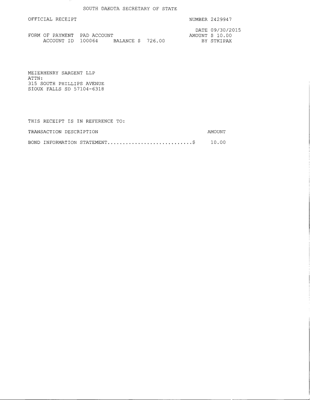 SOUTH DAKOTA SECRETARY OF STATE
OFFICIAL RECEIPT NUMBER 2429947
DATE 09/30/2015
FORM OF PAYMENT PAD ACCOUNT AMOUNT $ 10.00
ACCOUNT ID 100066 BALANCE $ 726.00 BY STKIPAX
MEIERHENRY SARGENT LLP
ATTN:
315 SOUTH PHILLIPS AVENUE
SIOUX FALLS SD 57104-6318
THIS RECEIPT IS IN REFERENCE TO:
TRANSACTION DESCRIPTION AMOUNT
BOND INFORMATION STATEMENT............................$ 10.00